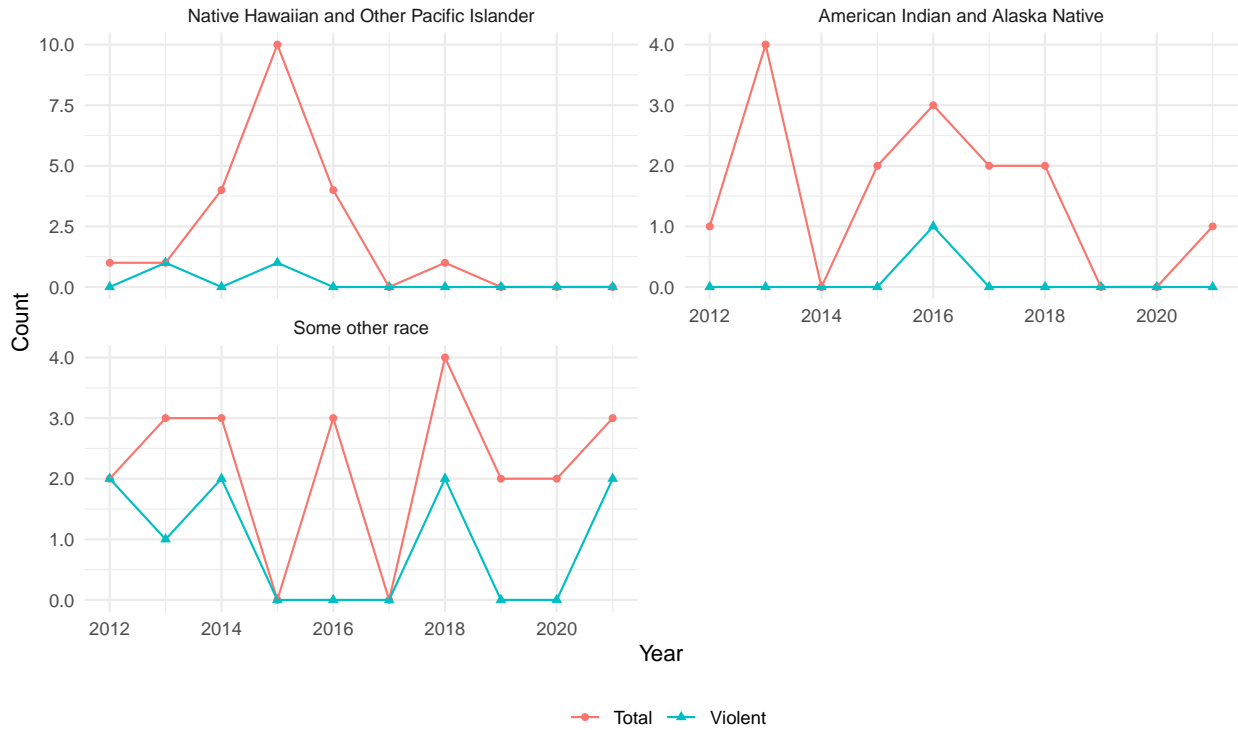 Native Hawaiian and Other Pacific Islander
10.0
7.5
5.0
2.5
0.0
American Indian and Alaska Native
4.0
3.0
2.0
1.0
0.0
2012 2014 2016 2018 2020
Some other race
4.0
3.0
2.0
1.0
0.0
2012 2014 2016 2018 2020
Count
Year
Total Violent